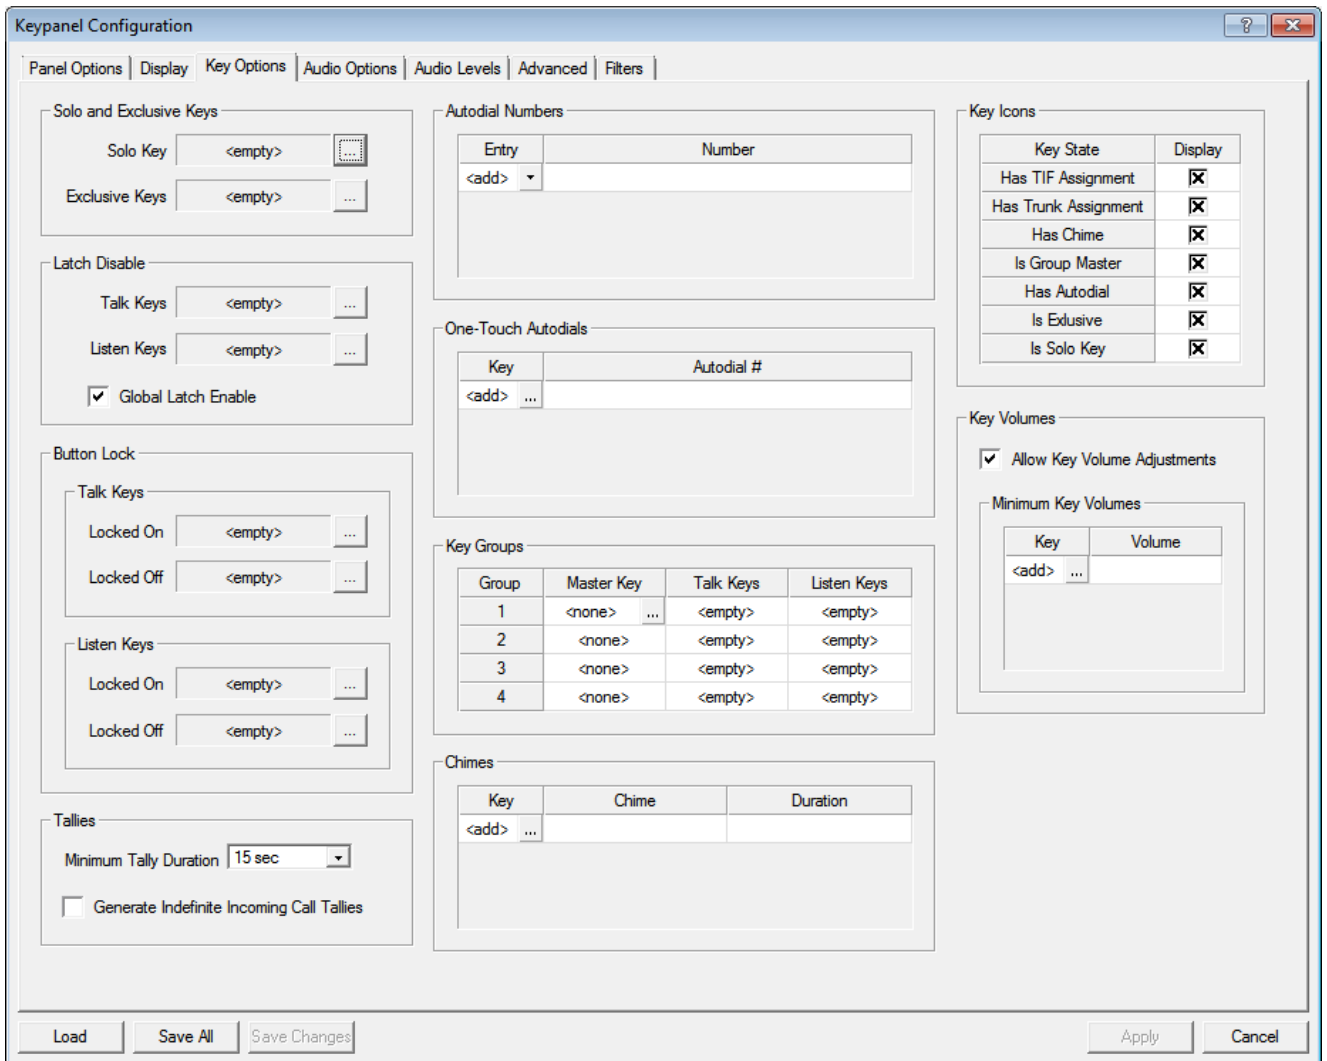 Keypanel Configuration
?
Panel Options Display Key Options Audio Options Audio Levels Advanced Filters
Solo and Exclusive Keys
Solo Key <empty> ...
Exclusive Keys <empty> ...
Latch Disable
Talk Keys <empty> ...
Listen Keys <empty> ...
Global Latch Enable
Button Lock
Talk Keys
Locked On <empty> ...
Locked Off <empty> ...
Listen Keys
Locked On <empty> ...
Locked Off <empty> ...
Tallies
Minimum Tally Duration 15 sec
Generate Indefinite Incoming Call Tallies
Autodial Numbers
Entry Number
<add>
One-Touch Autodials
Key Autodial #
<add> ...
Key Groups
Group Master Key Talk Keys Listen Keys
1 <none> ... <empty> <empty>
2 <none> <empty> <empty>
3 <none> <empty> <empty>
4 <none> <empty> <empty>
Chimes
Key Chime Duration
<add> ...
Key Icons
Key State Display
Has TIF Assignment
Has Trunk Assignment
Has Chime
Is Group Master
Has Autodial
Is Exlusive
Is Solo Key
Key Volumes
Allow Key Volume Adjustments
Minimum Key Volumes
Key Volume
<add> ...
Load Save All Save Changes Apply Cancel